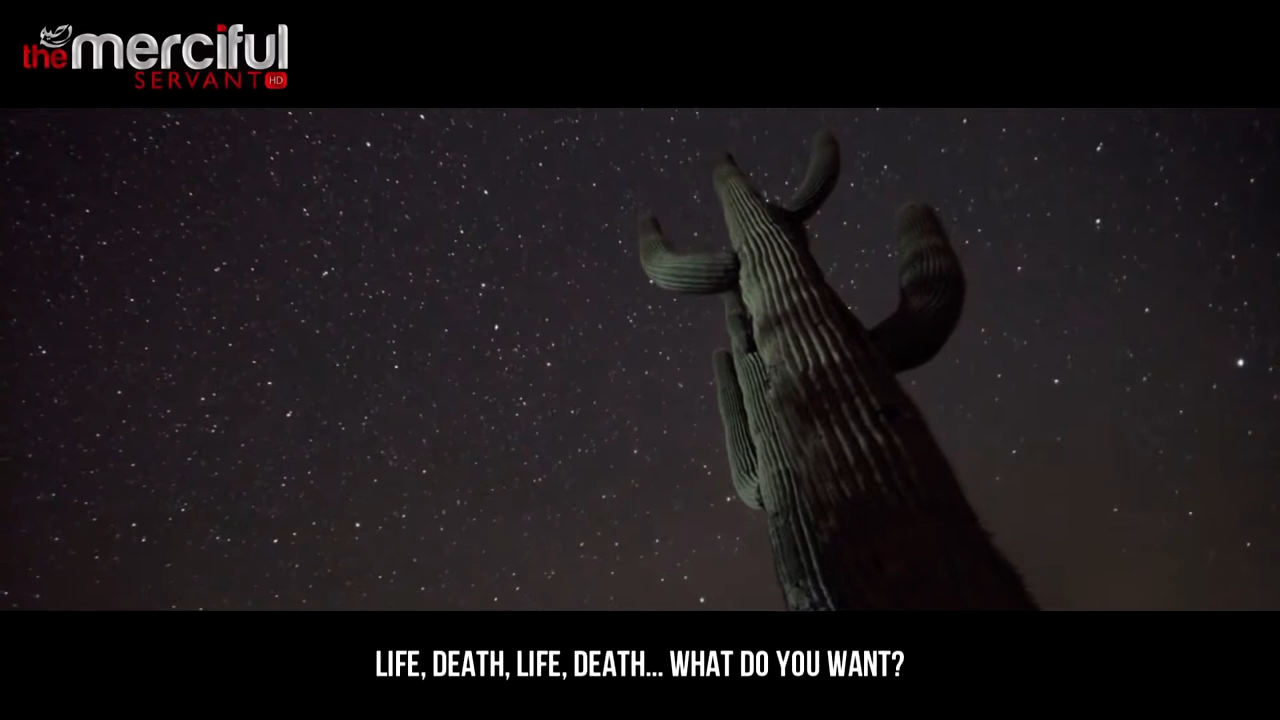 the merciful
SERVANT HD
LIFE, DEATH, LIFE, DEATH... WHAT DO YOU WANT?